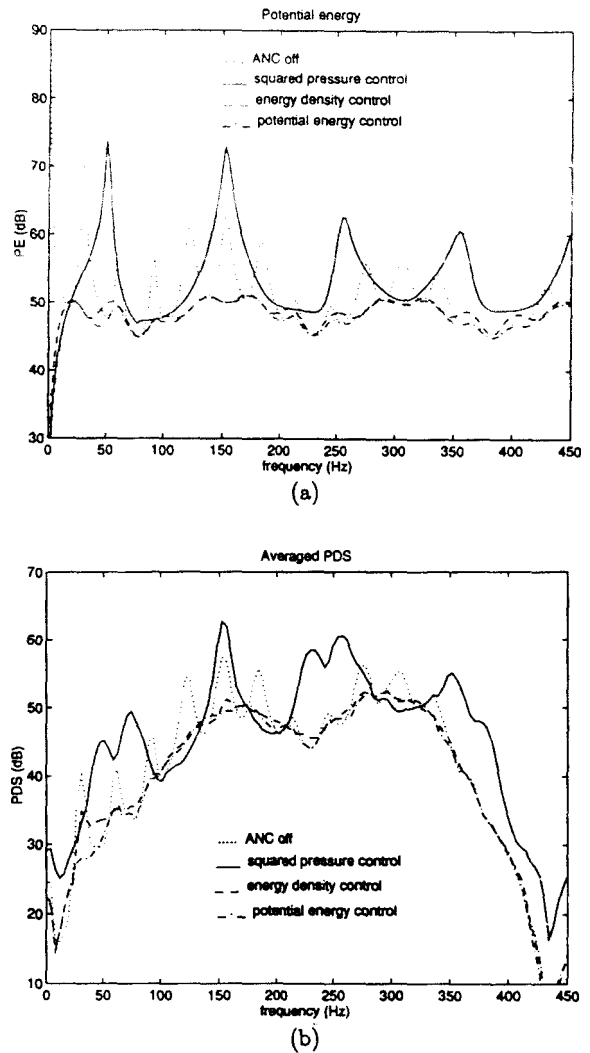 Potential energy
90
80
70
60
50
40
30
PE (dB)
ANC off
squared pressure control
energy density control
potential energy control
0 50 100 150 200 250 300 350 400 450
frequency (Hz)
(a)
Averaged PDS
70
60
50
40
30
20
10
PDS (dB)
ANC off
squared pressure control
energy density control
potential energy control
0 50 100 150 200 250 300 350 400 450
frequency (Hz)
(b)